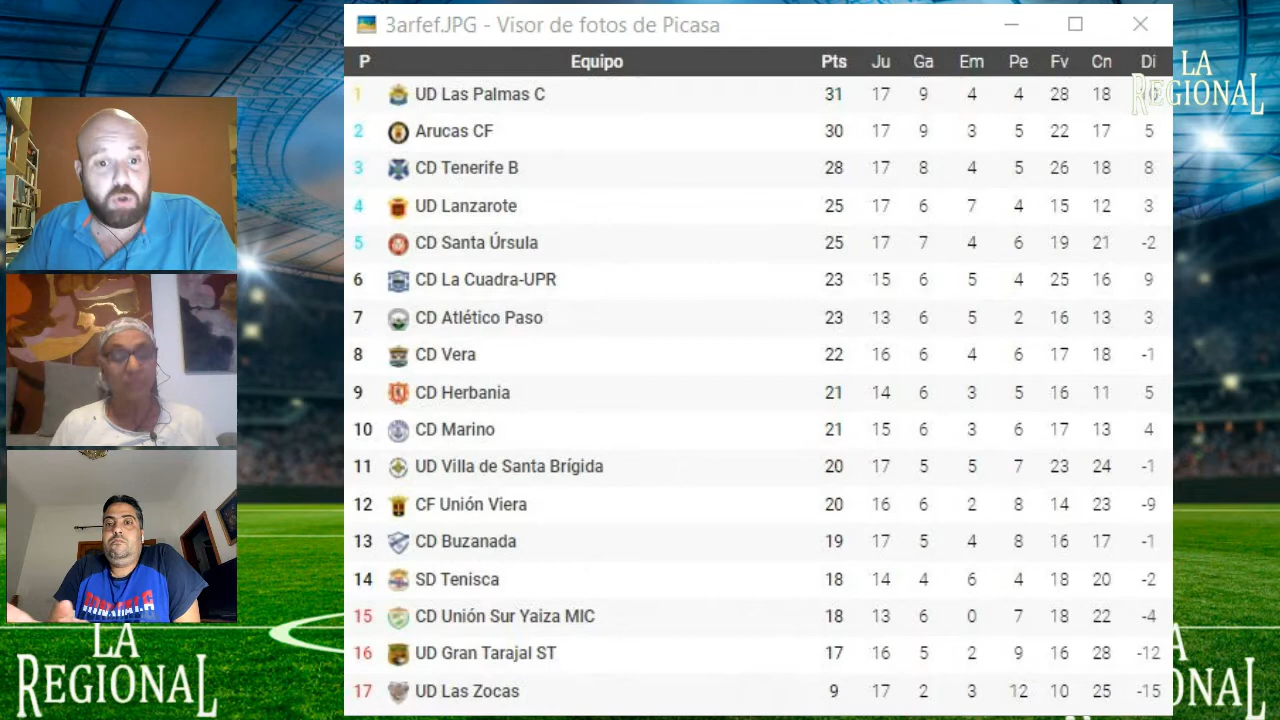 3arfef.JPG - Visor de fotos de Picasa
P Equipo Pts Ju Ga Em Pe Fv Cn Di
1 UD Las Palmas C 31 17 9 4 4 28 18
2 Arucas CF 30 17 9 3 5 22 17 5
3 CD Tenerife B 28 17 8 4 5 26 18 8
4 UD Lanzarote 25 17 6 7 4 15 12 3
5 CD Santa Úrsula 25 17 7 4 6 19 21 -2
6 CD La Cuadra-UPR 23 15 6 5 4 25 16 9
7 CD Atlético Paso 23 13 6 5 2 16 13 3
8 CD Vera 22 16 6 4 6 17 18 -1
9 CD Herbania 21 14 6 3 5 16 11 5
10 CD Marino 21 15 6 3 6 17 13 4
11 UD Villa de Santa Brígida 20 17 5 5 7 23 24 -1
12 CF Unión Viera 20 16 6 2 8 14 23 -9
13 CD Buzanada 19 17 5 4 8 16 17 -1
14 SD Tenisca 18 14 4 6 4 18 20 -2
15 CD Unión Sur Yaiza MIC 18 13 6 0 7 18 22 -4
16 UD Gran Tarajal ST 17 16 5 2 9 16 28 -12
17 UD Las Zocas 9 17 2 3 12 10 25 -15
LA
REGIONAL
LA
REGIONAL
A
ONAL